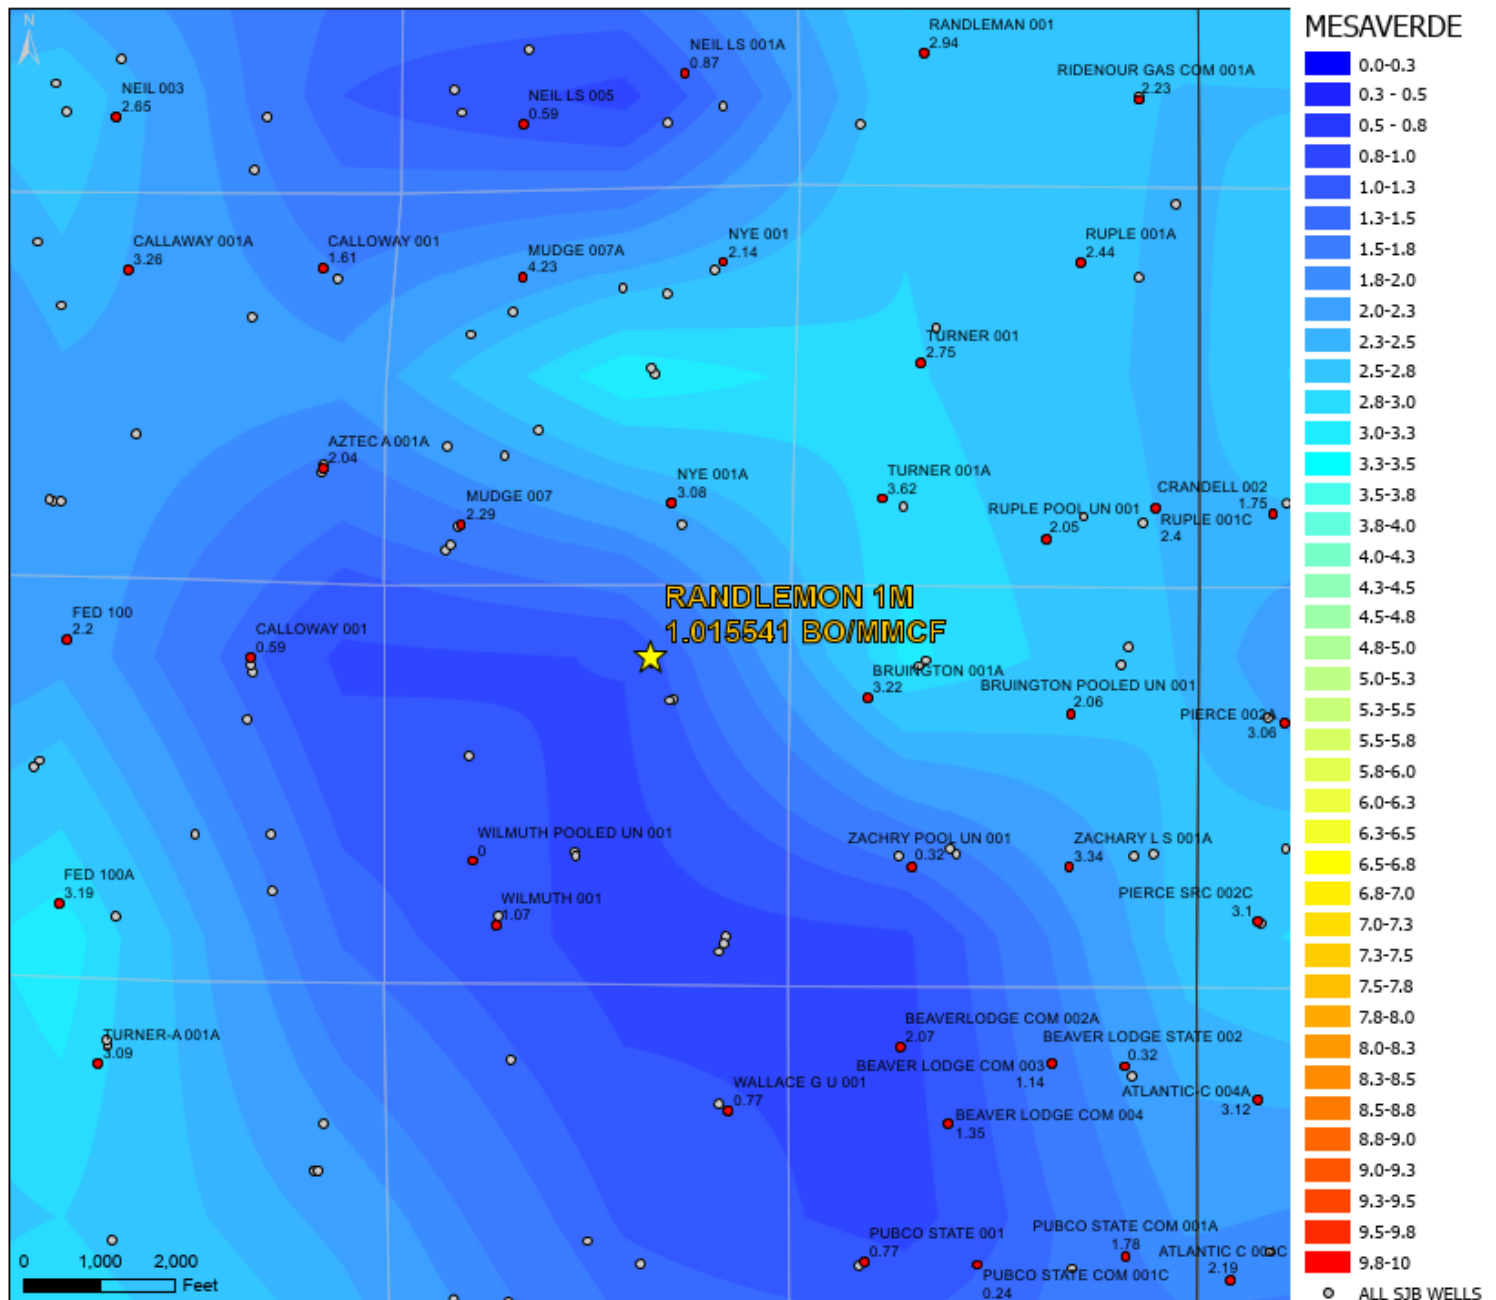 N
NEIL 003
2.65
NEIL LS 001A
0.87
NEIL LS 005
0.59
RANDLEMAN 001
2.94
RIDENOUR GAS COM 001A
2.23
CALLAWAY 001A
3.26
CALLOWAY 001
1.61
MUDGE 007A
4.23
NYE 001
2.14
RUPLE 001A
2.44
TURNER 001
2.75
AZTEC A 001A
2.04
MUDGE 007
2.29
NYE 001A
3.08
TURNER 001A
3.62
RUPLE POOL UN 001
2.05
CRANDELL 002
1.75
RUPLE 001C
2.4
RANDLEMON 1M
1.015541 BO/MMCF
FED 100
2.2
CALLOWAY 001
0.59
BRUINGTON 001A
3.22
BRUINGTON POOLED UN 001
2.06
PIERCE 002A
3.06
WILMUTH POOLED UN 001
0
ZACHRY POOL UN 001
0.32
ZACHARY L S 001A
3.34
FED 100A
3.19
WILMUTH 001
1.07
PIERCE SRC 002C
3.1
TURNER-A 001A
3.09
BEAVERLODGE COM 002A
2.07
BEAVER LODGE STATE 002
0.32
BEAVER LODGE COM 003
1.14
WALLACE G U 001
0.77
ATLANTIC-C 004A
3.12
BEAVER LODGE COM 004
1.35
PUBCO STATE 001
0.77
PUBCO STATE COM 001A
1.78
PUBCO STATE COM 001C
0.24
ATLANTIC C 004C
2.19
0 1,000 2,000
Feet
MESAVERDE
0.0-0.3
0.3 - 0.5
0.5 - 0.8
0.8-1.0
1.0-1.3
1.3-1.5
1.5-1.8
1.8-2.0
2.0-2.3
2.3-2.5
2.5-2.8
2.8-3.0
3.0-3.3
3.3-3.5
3.5-3.8
3.8-4.0
4.0-4.3
4.3-4.5
4.5-4.8
4.8-5.0
5.0-5.3
5.3-5.5
5.5-5.8
5.8-6.0
6.0-6.3
6.3-6.5
6.5-6.8
6.8-7.0
7.0-7.3
7.3-7.5
7.5-7.8
7.8-8.0
8.0-8.3
8.3-8.5
8.5-8.8
8.8-9.0
9.0-9.3
9.3-9.5
9.5-9.8
9.8-10
ALL SJB WELLS